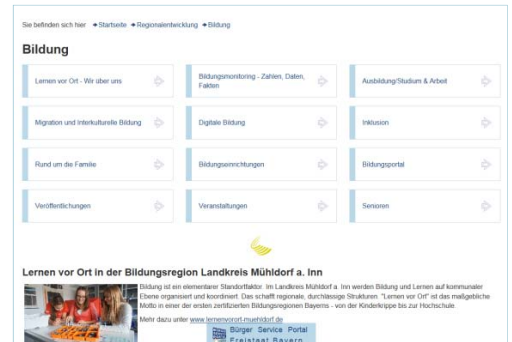 Sie befinden sich hier Startseite Regionalentwicklung Bildung
Bildung
Lernen vor Ort - Wir über uns
Bildungsmonitoring - Zahlen, Daten,
Fakten
Ausbildung/Studium & Arbeit
Migration und Interkulturelle Bildung
Digitale Bildung
Inklusion
Rund um die Familie
Bildungseinrichtungen
Bildungsportal
Veröffentlichungen
Veranstaltungen
Senioren
Lernen vor Ort in der Bildungsregion Landkreis Mühldorf a. Inn
Bildung ist ein elementarer Standortfaktor. Im Landkreis Mühldorf a. Inn werden Bildung und Lernen auf kommunaler
Ebene organisiert und koordiniert. Das schafft regionale, durchlässige Strukturen. "Lernen vor Ort" ist das maßgebliche
Motto in einer der ersten zertifizierten Bildungsregionen Bayerns - von der Kinderkrippe bis zur Hochschule.
Mehr dazu unter www.lernenvorort-muehldorf.de
Bürger Service Portal
Freistaat Bayern